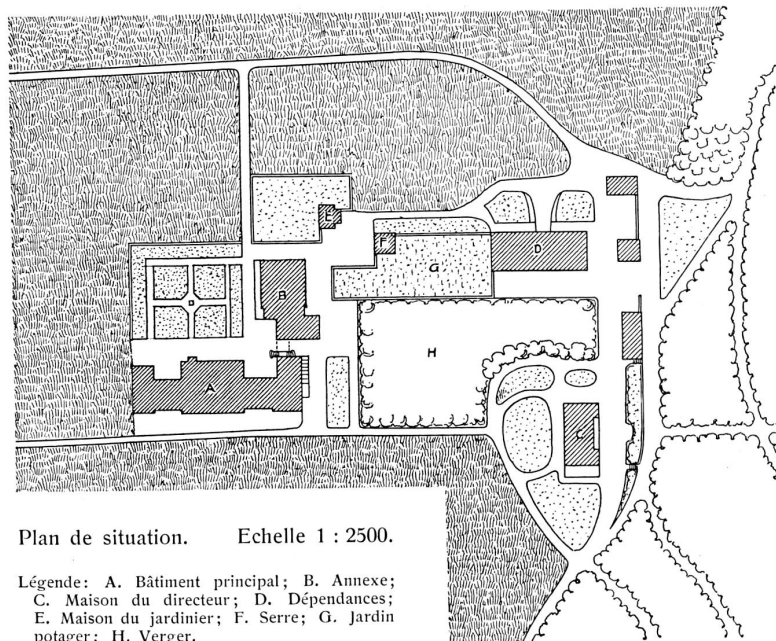 E
F
D
G
B
H
A
C
Plan de situation. Echelle 1 : 2500.
Légende: A. Bâtiment principal; B. Annexe;
C. Maison du directeur; D. Dépendances;
E. Maison du jardinier; F. Serre; G. Jardin
potager; H. Verger.